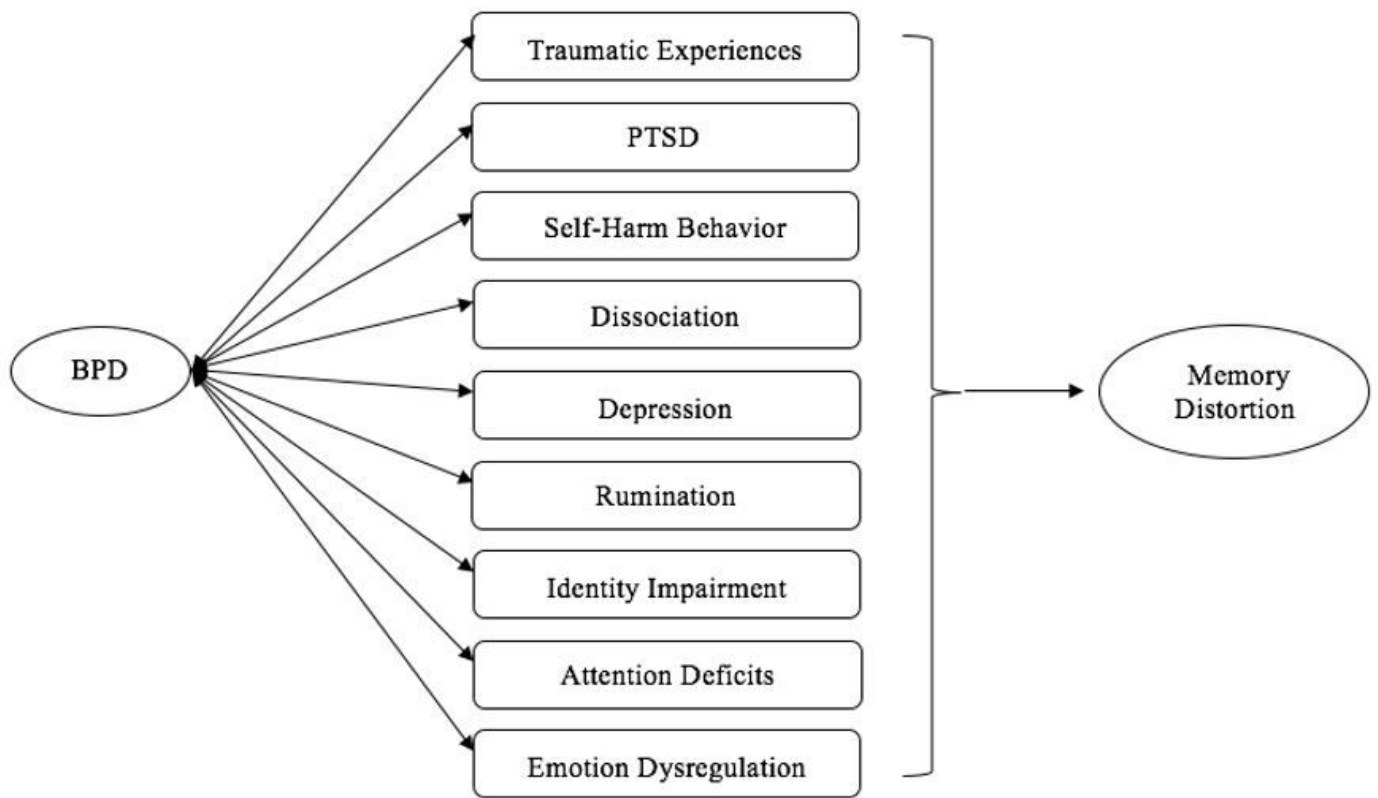 Traumatic Experiences
PTSD
Self-Harm Behavior
Dissociation
BPD
Depression
Rumination
Identity Impairment
Attention Deficits
Emotion Dysregulation
Memory
Distortion